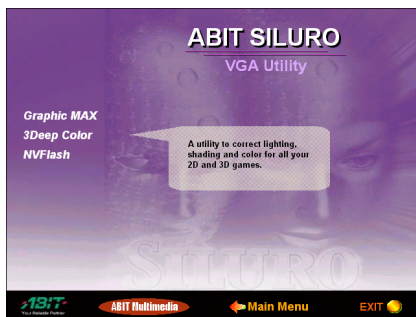 ABIT SILURO
VGA Utility
Graphic MAX
3Deep Color
NVFlash
A utility to correct lighting,
shading and color for all your
2D and 3D games.
SILURO
ABIT
Your Reliable Partner
ABIT Multimedia
Main Menu
EXIT